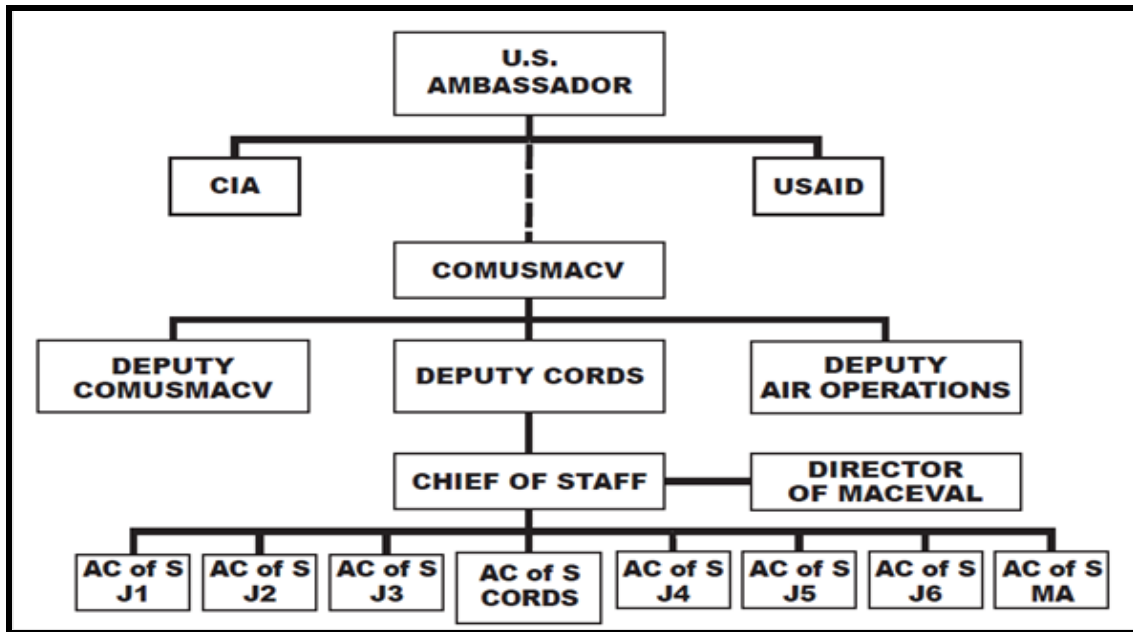 U.S.
AMBASSADOR
CIA
USAID
COMUSMACV
DEPUTY
COMUSMACV
DEPUTY CORDS
DEPUTY
AIR OPERATIONS
CHIEF OF STAFF
DIRECTOR
OF MACEVAL
AC of S
J1
AC of S
J2
AC of S
J3
AC of S
CORDS
AC of S
J4
AC of S
J5
AC of S
J6
AC of S
MA